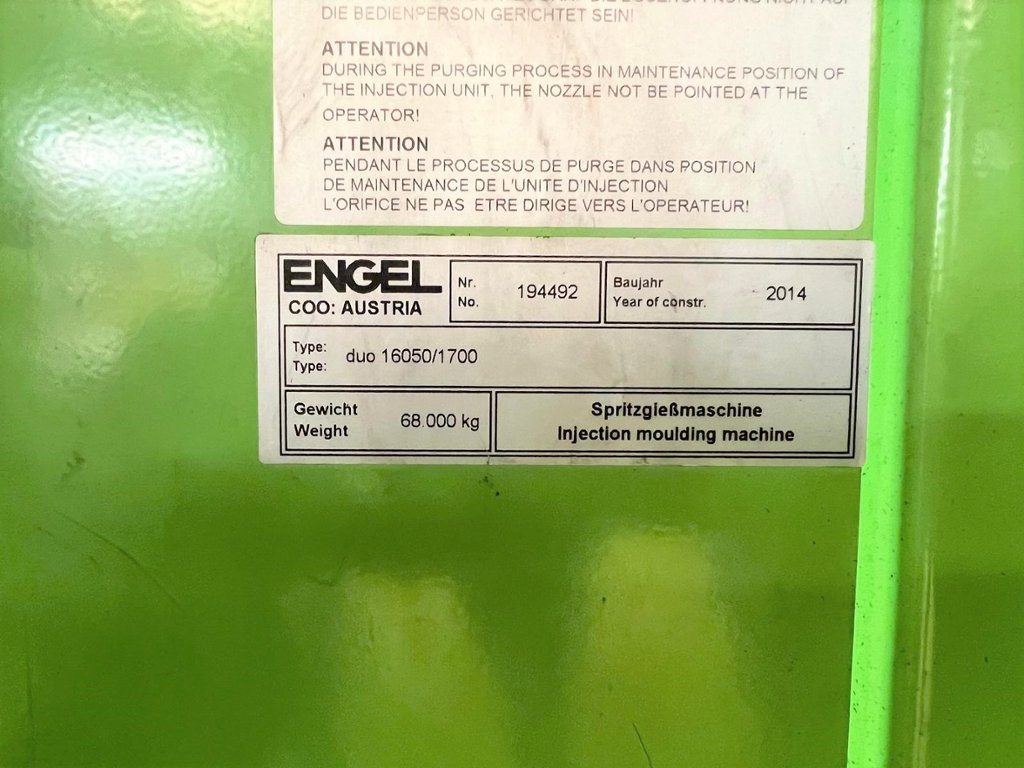 DIE BEDIENPERSON GERICHTET SEIN!
ATTENTION
DURING THE PURGING PROCESS IN MAINTENANCE POSITION OF
THE INJECTION UNIT, THE NOZZLE NOT BE POINTED AT THE
OPERATOR!
ATTENTION
PENDANT LE PROCESSUS DE PURGE DANS POSITION
DE MAINTENANCE DE L'UNITE D'INJECTION
L'ORIFICE NE PAS ETRE DIRIGE VERS L'OPERATEUR!
ENGEL
COO: AUSTRIA
Nr.
No.
194492
Baujahr
Year of constr.
2014
Type:
Type:
duo 16050/1700
Gewicht
Weight
68.000 kg
Spritzgießmaschine
Injection moulding machine